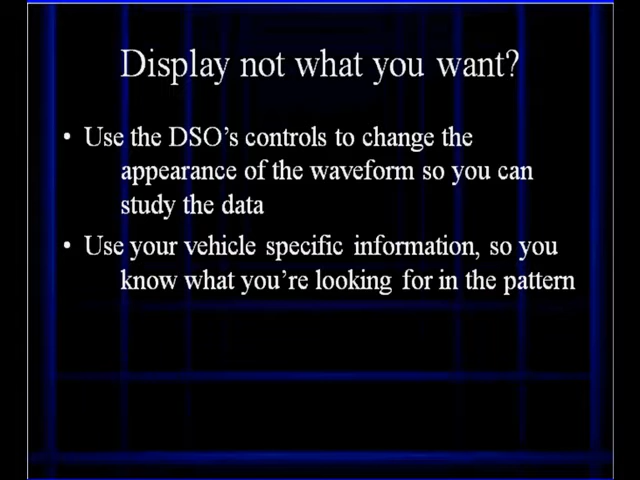 Display not what you want?
• Use the DSO's controls to change the
appearance of the waveform so you can
study the data
• Use your vehicle specific information, so you
know what you're looking for in the pattern